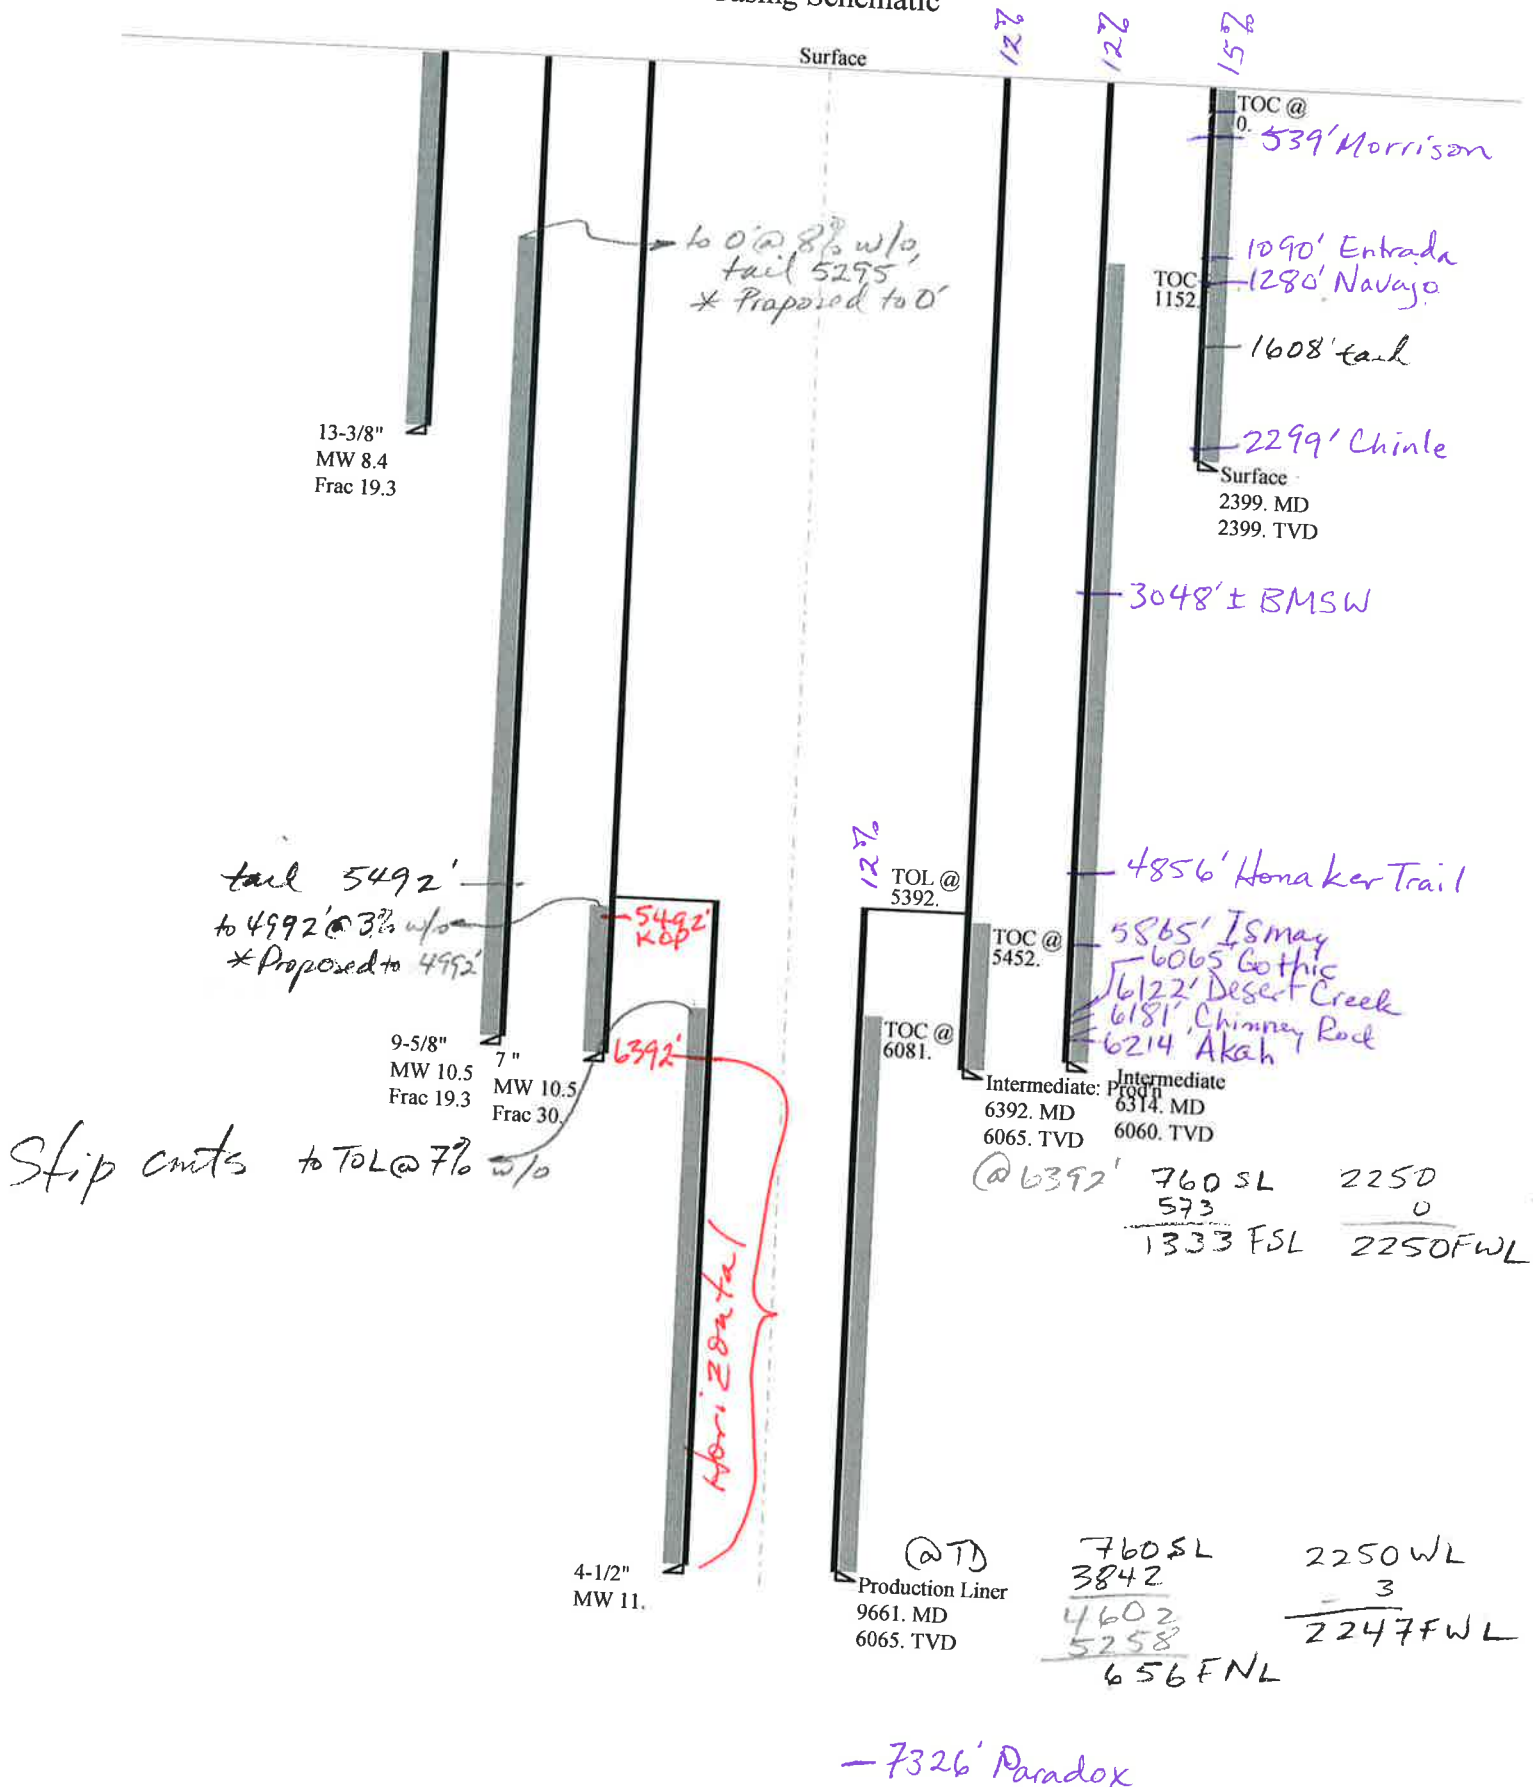 Casing Schematic
12%
12%
15%
Surface
TOC @
0.
539' Morrison
to 0' @ 8% w/o,
tail 5295'
* Proposed to 0'
1090' Entrada
TOC
1152.
1280' Navajo
1608' tail
13-3/8"
MW 8.4
Frac 19.3
2299' Chinle
Surface
2399. MD
2399. TVD
3048' ± BMSW
12%
tail 5492'
to 4992' @ 3% w/o
* Proposed to 4992'
5492'
KOP
TOL @
5392.
4856' Honaker Trail
TOC @
5452.
5865' Ismay
6065' Gothic
6122' Desert Creek
6181' Chimney Rock
6214' Akah
TOC @
6081.
6392'
9-5/8"
MW 10.5
Frac 19.3
7 "
MW 10.5
Frac 30.
Intermediate: Prod'n
6392. MD
6065. TVD
Intermediate
6314. MD
6060. TVD
Stip cmts to TOL @ 7% w/o
@ 6392'
760 SL
573
1333 FSL
2250
0
2250 FWL
Horizontal
4-1/2"
MW 11.
Production Liner
9661. MD
6065. TVD
@ TD
760 SL
3842
4602
5258
656 FNL
2250 WL
- 3
2247 FWL
- 7326' Paradox